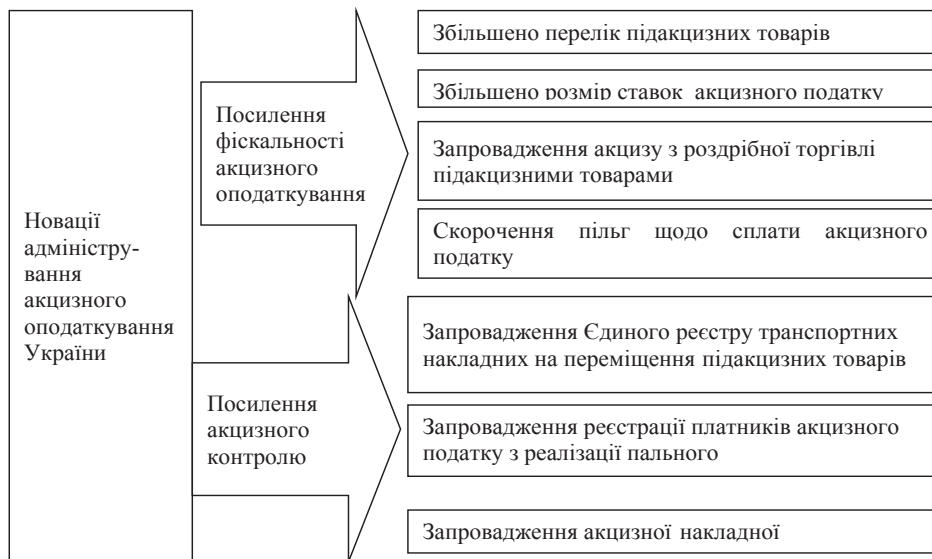 Новації
адміністру-
вання
акцизного
оподаткування
України
Посилення
фіскальності
акцизного
оподаткування
Збільшено перелік підакцизних товарів
Збільшено розмір ставок акцизного податку
Запровадження акцизу з роздрібної торгівлі
підакцизними товарами
Скорочення пільг щодо сплати акцизного
податку
Посилення
акцизного
контролю
Запровадження Єдиного реєстру транспортних
накладних на переміщення підакцизних товарів
Запровадження реєстрації платників акцизного
податку з реалізації пального
Запровадження акцизної накладної